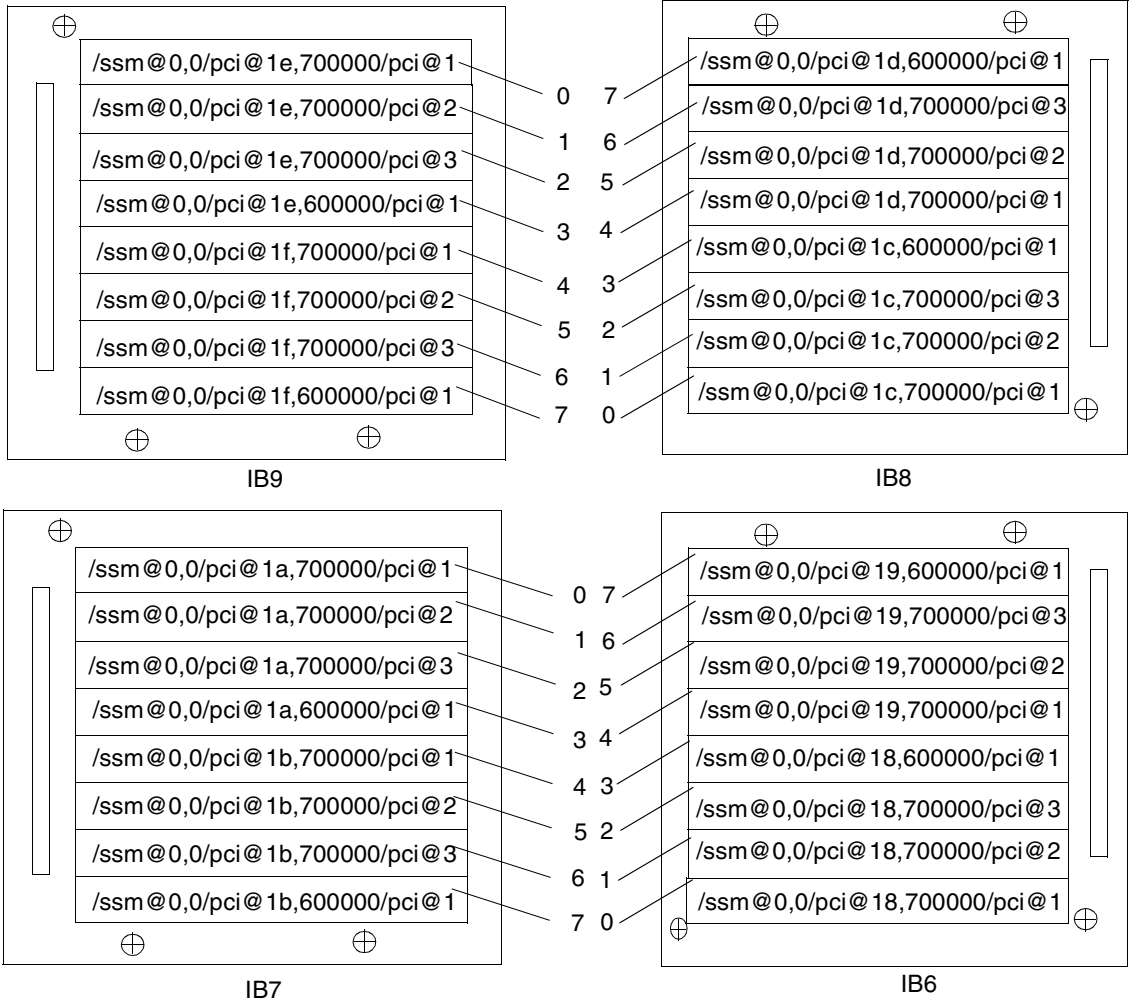 /ssm@0,0/pci@1e,700000/pci@1 0
/ssm@0,0/pci@1e,700000/pci@2 1
/ssm@0,0/pci@1e,700000/pci@3 2
/ssm@0,0/pci@1e,600000/pci@1 3
/ssm@0,0/pci@1f,700000/pci@1 4
/ssm@0,0/pci@1f,700000/pci@2 5
/ssm@0,0/pci@1f,700000/pci@3 6
/ssm@0,0/pci@1f,600000/pci@1 7
IB9
7 /ssm@0,0/pci@1d,600000/pci@1
6 /ssm@0,0/pci@1d,700000/pci@3
5 /ssm@0,0/pci@1d,700000/pci@2
4 /ssm@0,0/pci@1d,700000/pci@1
3 /ssm@0,0/pci@1c,600000/pci@1
2 /ssm@0,0/pci@1c,700000/pci@3
1 /ssm@0,0/pci@1c,700000/pci@2
0 /ssm@0,0/pci@1c,700000/pci@1
IB8
/ssm@0,0/pci@1a,700000/pci@1 0
/ssm@0,0/pci@1a,700000/pci@2 1
/ssm@0,0/pci@1a,700000/pci@3 2
/ssm@0,0/pci@1a,600000/pci@1 3
/ssm@0,0/pci@1b,700000/pci@1 4
/ssm@0,0/pci@1b,700000/pci@2 5
/ssm@0,0/pci@1b,700000/pci@3 6
/ssm@0,0/pci@1b,600000/pci@1 7
IB7
7 /ssm@0,0/pci@19,600000/pci@1
6 /ssm@0,0/pci@19,700000/pci@3
5 /ssm@0,0/pci@19,700000/pci@2
4 /ssm@0,0/pci@19,700000/pci@1
3 /ssm@0,0/pci@18,600000/pci@1
2 /ssm@0,0/pci@18,700000/pci@3
1 /ssm@0,0/pci@18,700000/pci@2
0 /ssm@0,0/pci@18,700000/pci@1
IB6